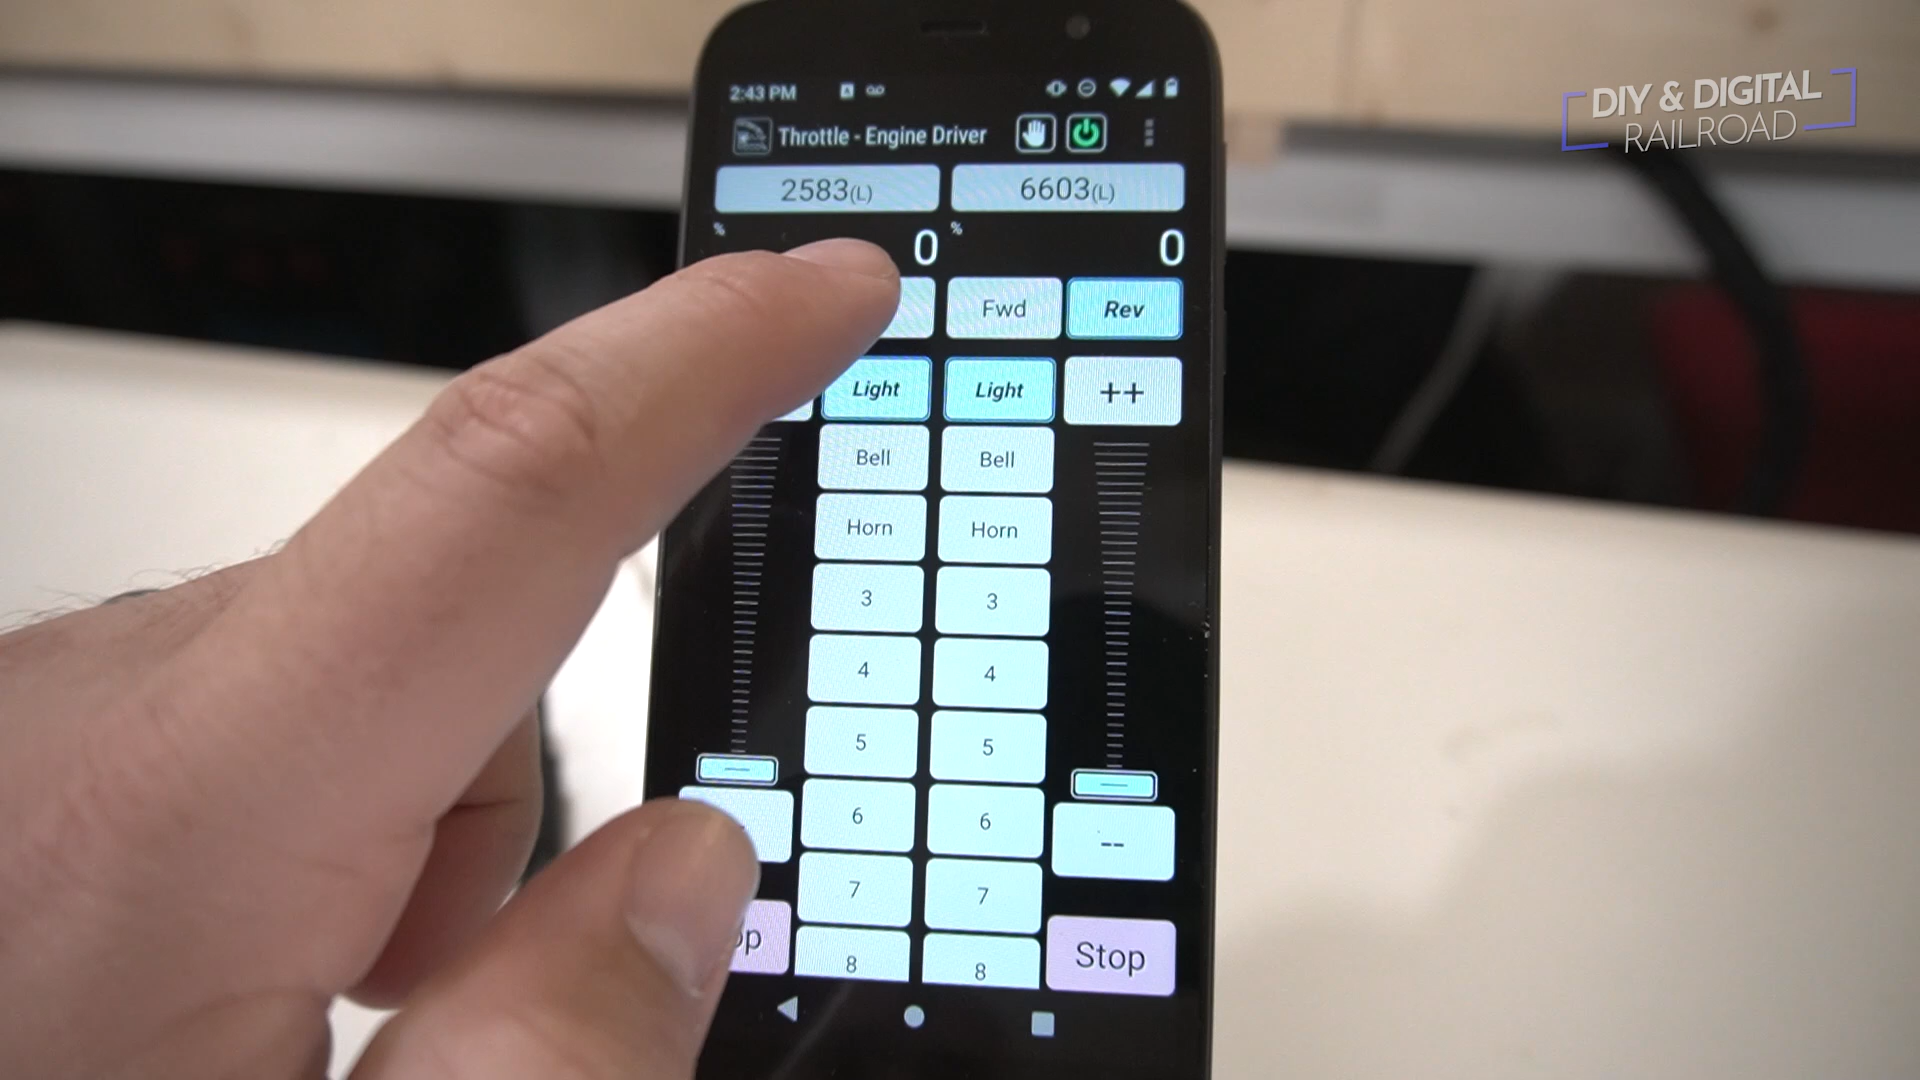 2:43 PM
Throttle - Engine Driver
2583(L) 6603(L)
% 0 % 0
Fwd Rev
Light Light ++
Bell Bell
Horn Horn
3 3
4 4
5 5
6 6 --
7 7
op Stop
8 8
DIY & DIGITAL
RAILROAD